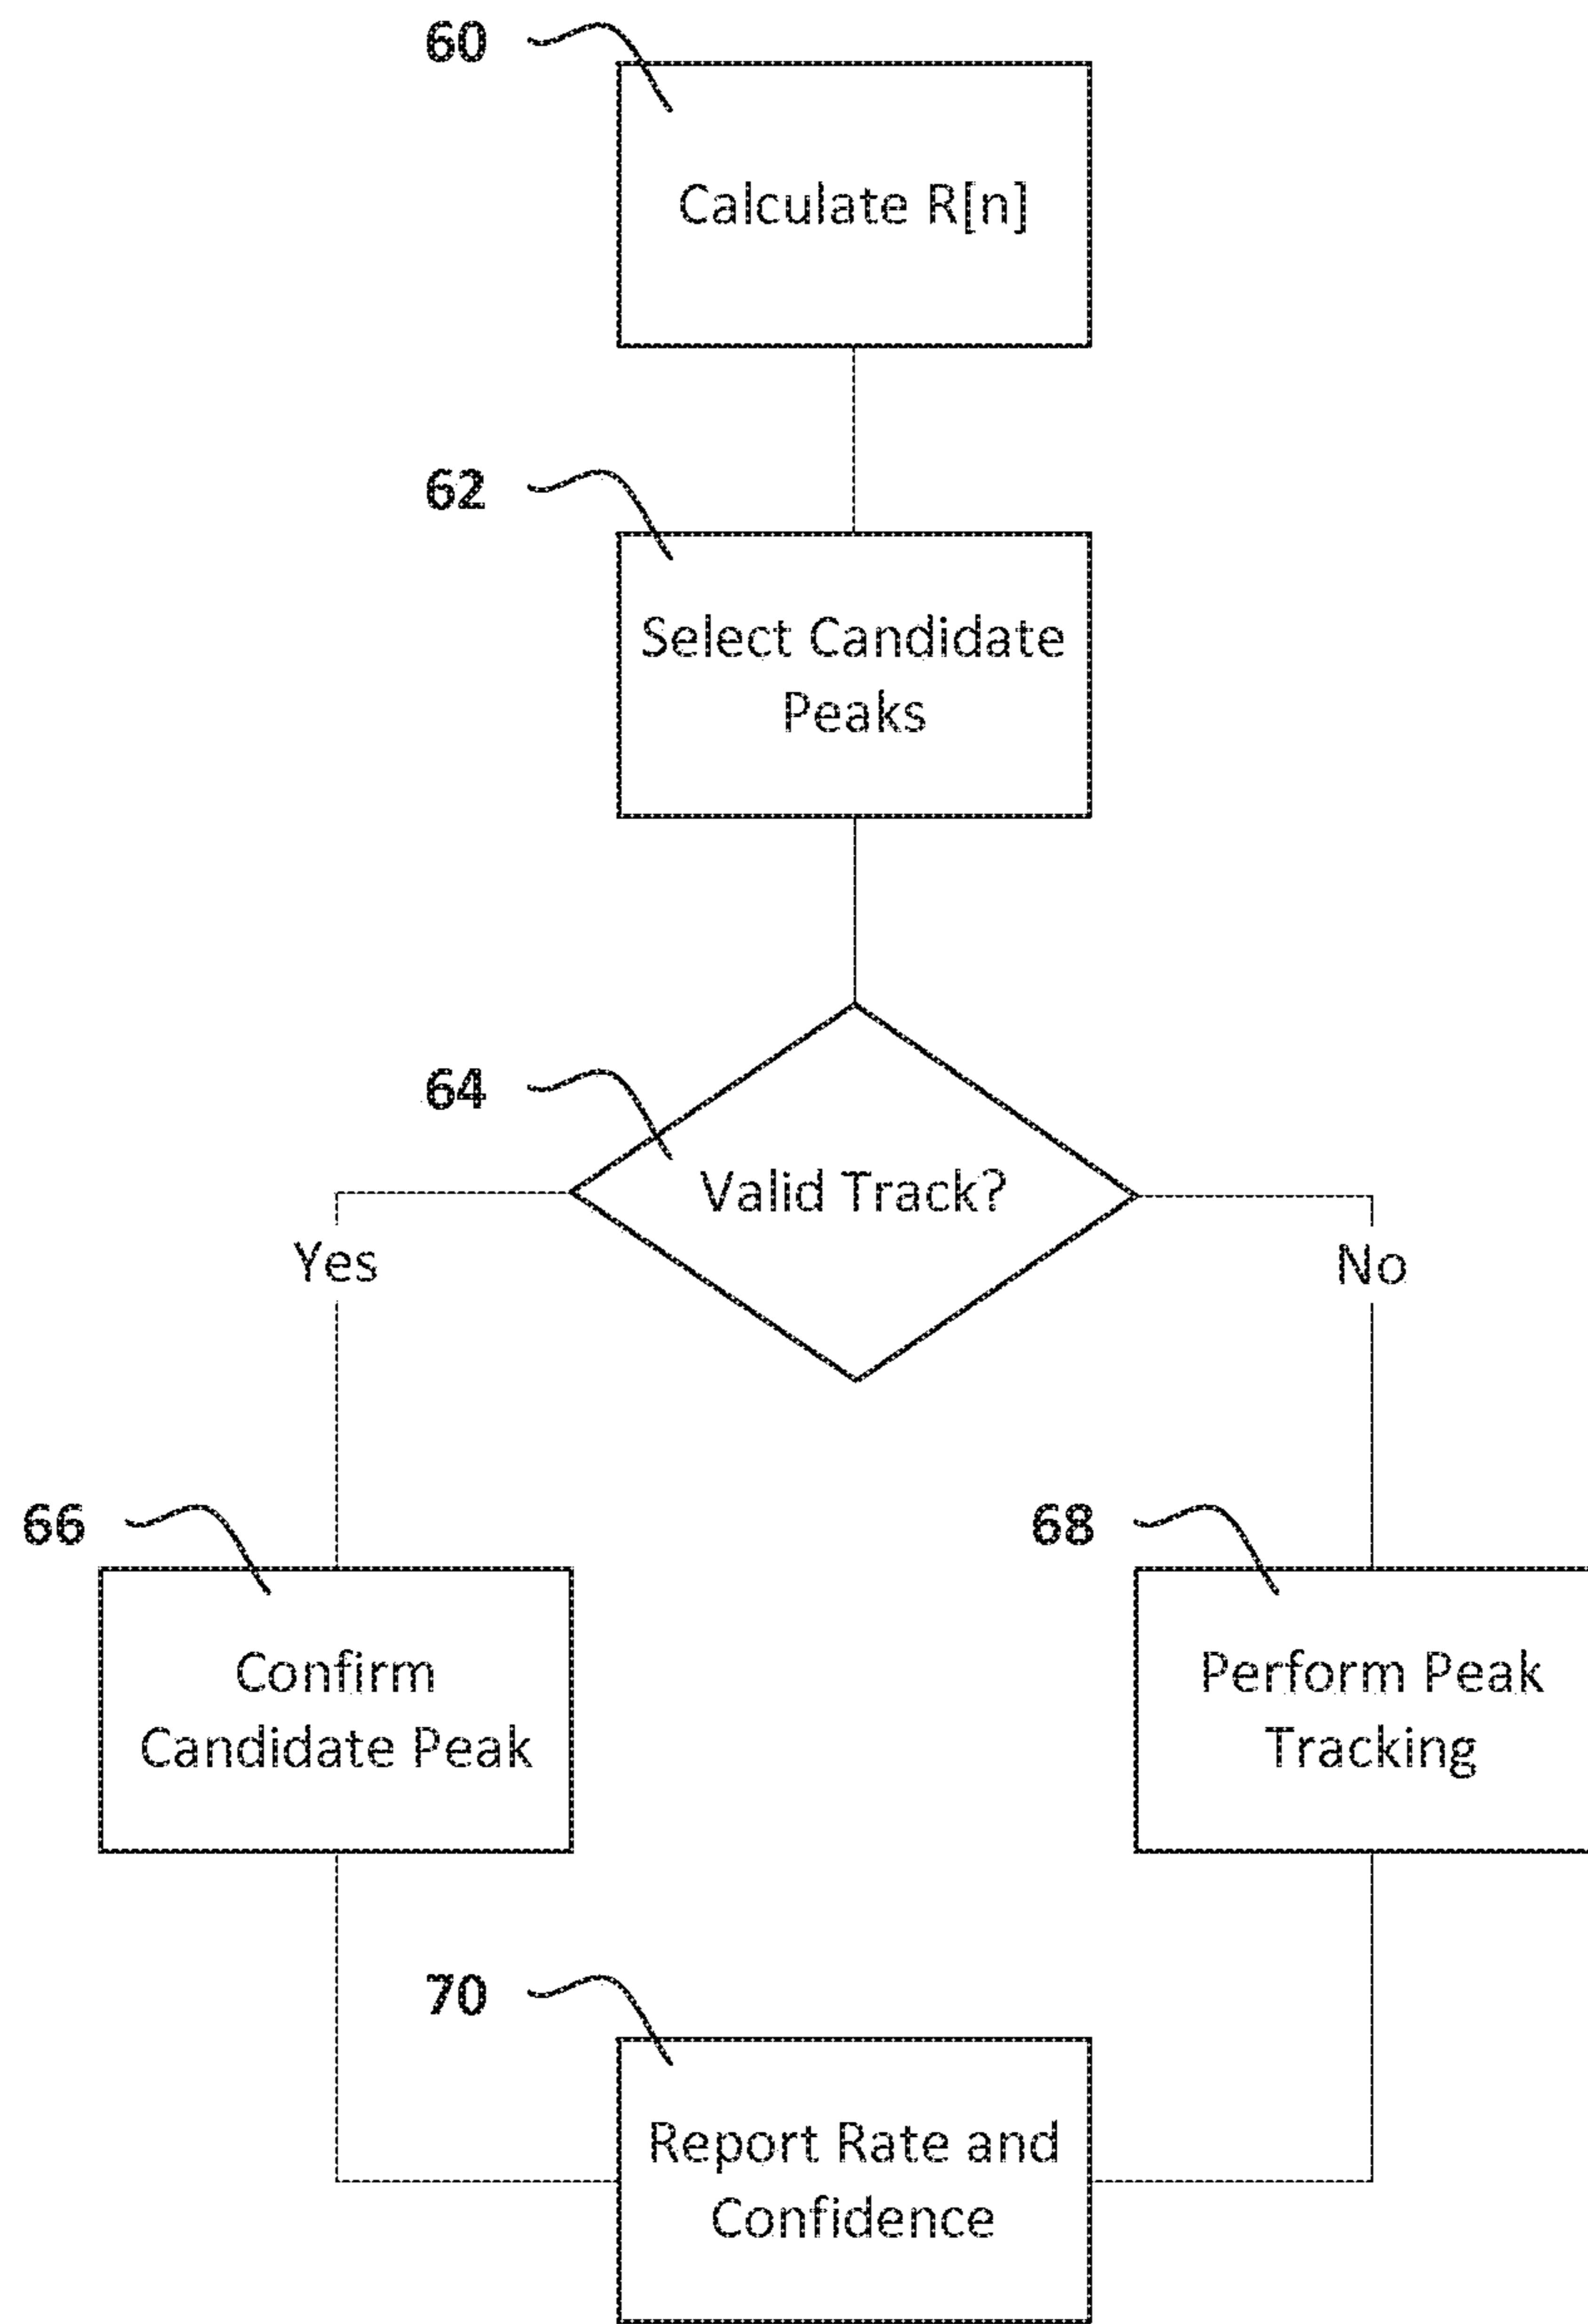 60
Calculate R[n]
62
Select Candidate
Peaks
64
Valid Track?
Yes
No
66
68
Confirm
Candidate Peak
Perform Peak
Tracking
70
Report Rate and
Confidence